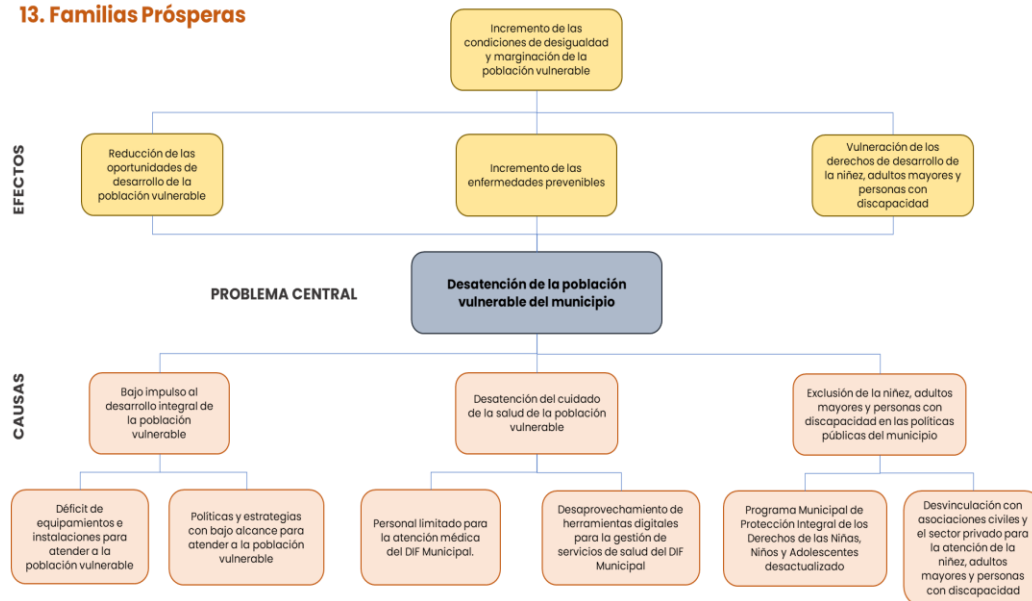 13. Familias Prósperas
Incremento de las
condiciones de desigualdad
y marginación de la
población vulnerable
EFECTOS
Reducción de las
oportunidades de
desarrollo de la
población vulnerable
Incremento de las
enfermedades prevenibles
Vulneración de los
derechos de desarrollo de
la niñez, adultos mayores y
personas con
discapacidad
PROBLEMA CENTRAL
Desatención de la población
vulnerable del municipio
CAUSAS
Bajo impulso al
desarrollo integral de
la población
vulnerable
Desatención del cuidado
de la salud de la población
vulnerable
Exclusión de la niñez, adultos
mayores y personas con
discapacidad en las políticas
públicas del municipio
Déficit de
equipamientos e
instalaciones para
atender a la
población vulnerable
Políticas y estrategias
con bajo alcance para
atender a la población
vulnerable
Personal limitado para
la atención médica
del DIF Municipal.
Desaprovechamiento de
herramientas digitales
para la gestión de
servicios de salud del DIF
Municipal
Programa Municipal de
Protección Integral de los
Derechos de las Niñas,
Niños y Adolescentes
desactualizado
Desvinculación con
asociaciones civiles y
el sector privado para
la atención de la
niñez, adultos
mayores y personas
con discapacidad